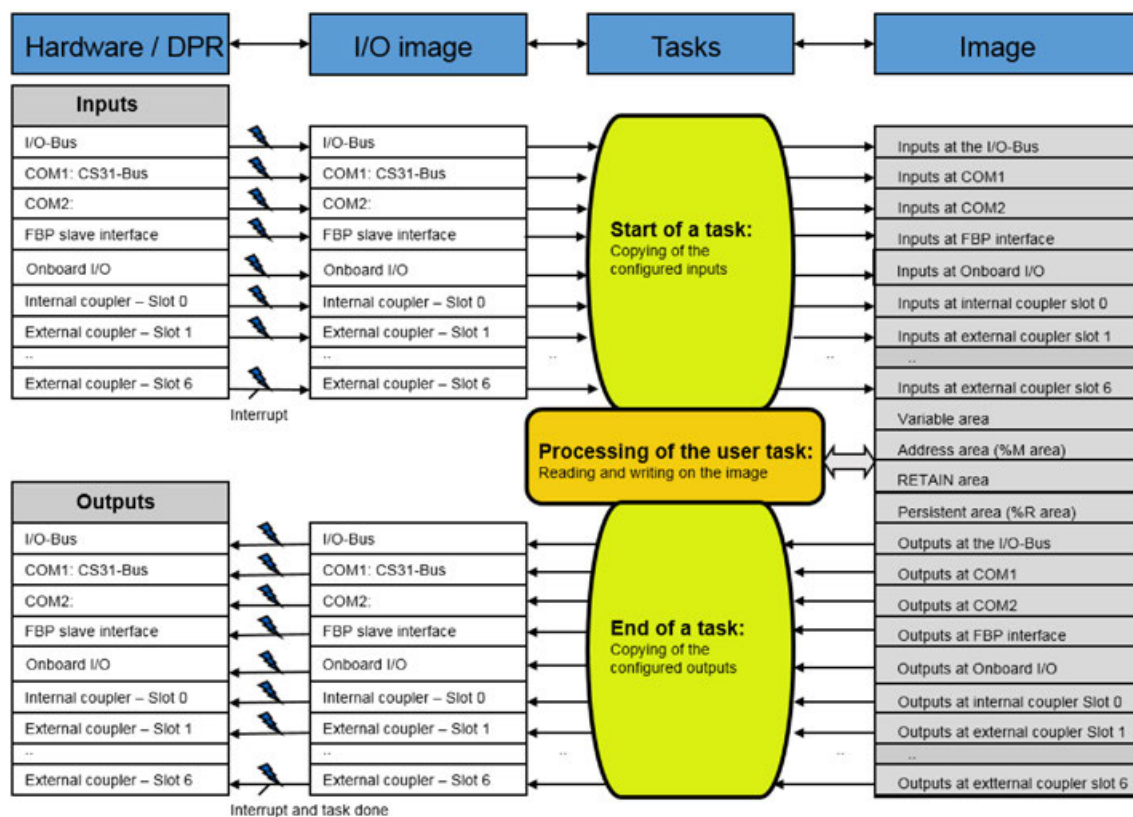 Hardware / DPR
I/O image
Tasks
Image
Inputs
I/O-Bus
COM1: CS31-Bus
COM2:
FBP slave interface
Onboard I/O
Internal coupler – Slot 0
External coupler – Slot 1
..
External coupler – Slot 6
Interrupt
I/O-Bus
COM1: CS31-Bus
COM2:
FBP slave interface
Onboard I/O
Internal coupler – Slot 0
External coupler – Slot 1
..
External coupler – Slot 6
..
Start of a task:
Copying of the
configured inputs
..
Inputs at the I/O-Bus
Inputs at COM1
Inputs at COM2
Inputs at FBP interface
Inputs at Onboard I/O
Inputs at internal coupler slot 0
Inputs at external coupler slot 1
..
Inputs at external coupler slot 6
Processing of the user task:
Reading and writing on the image
Variable area
Address area (%M area)
RETAIN area
Persistent area (%R area)
Outputs
I/O-Bus
COM1: CS31-Bus
COM2:
FBP slave interface
Onboard I/O
Internal coupler – Slot 0
External coupler – Slot 1
..
External coupler – Slot 6
Interrupt and task done
I/O-Bus
COM1: CS31-Bus
COM2:
FBP slave interface
Onboard I/O
Internal coupler – Slot 0
External coupler – Slot 1
..
External coupler – Slot 6
..
End of a task:
Copying of the
configured outputs
..
Outputs at the I/O-Bus
Outputs at COM1
Outputs at COM2
Outputs at FBP interface
Outputs at Onboard I/O
Outputs at internal coupler Slot 0
Outputs at external coupler Slot 1
..
Outputs at extternal coupler slot 6